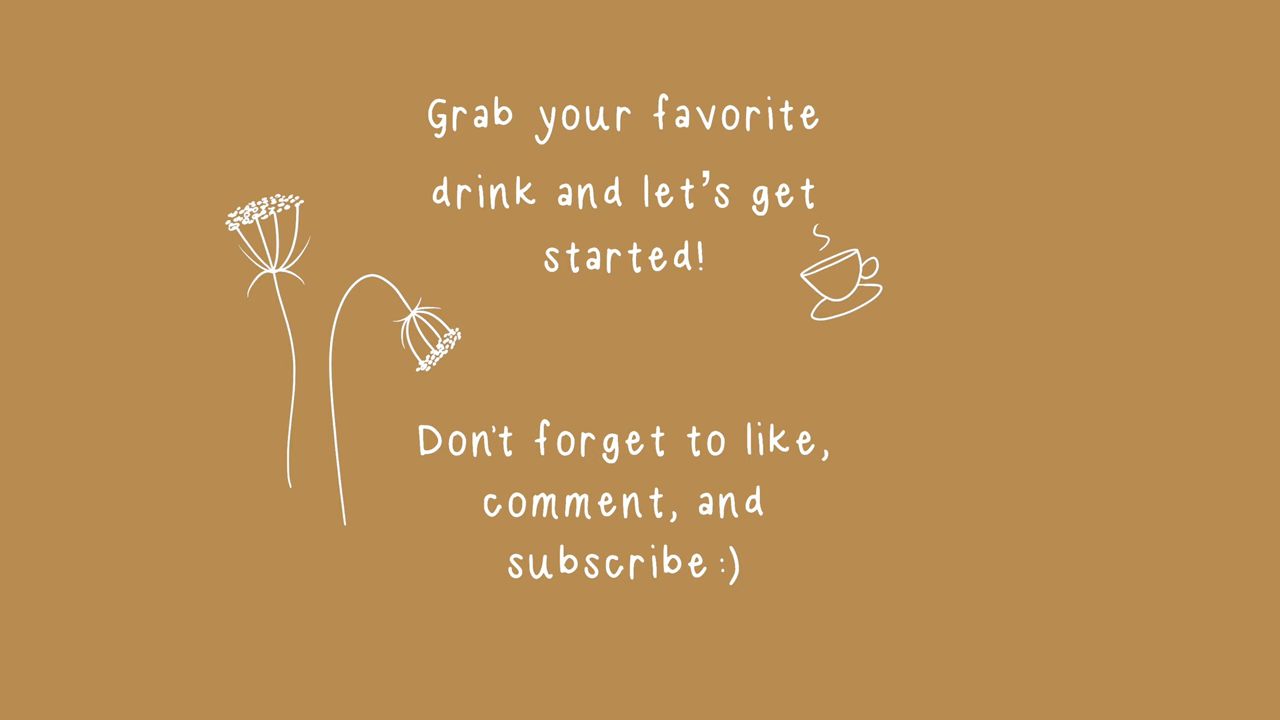 Grab your favorite
drink and let's get
started!
Don't forget to like,
comment, and
subscribe :)